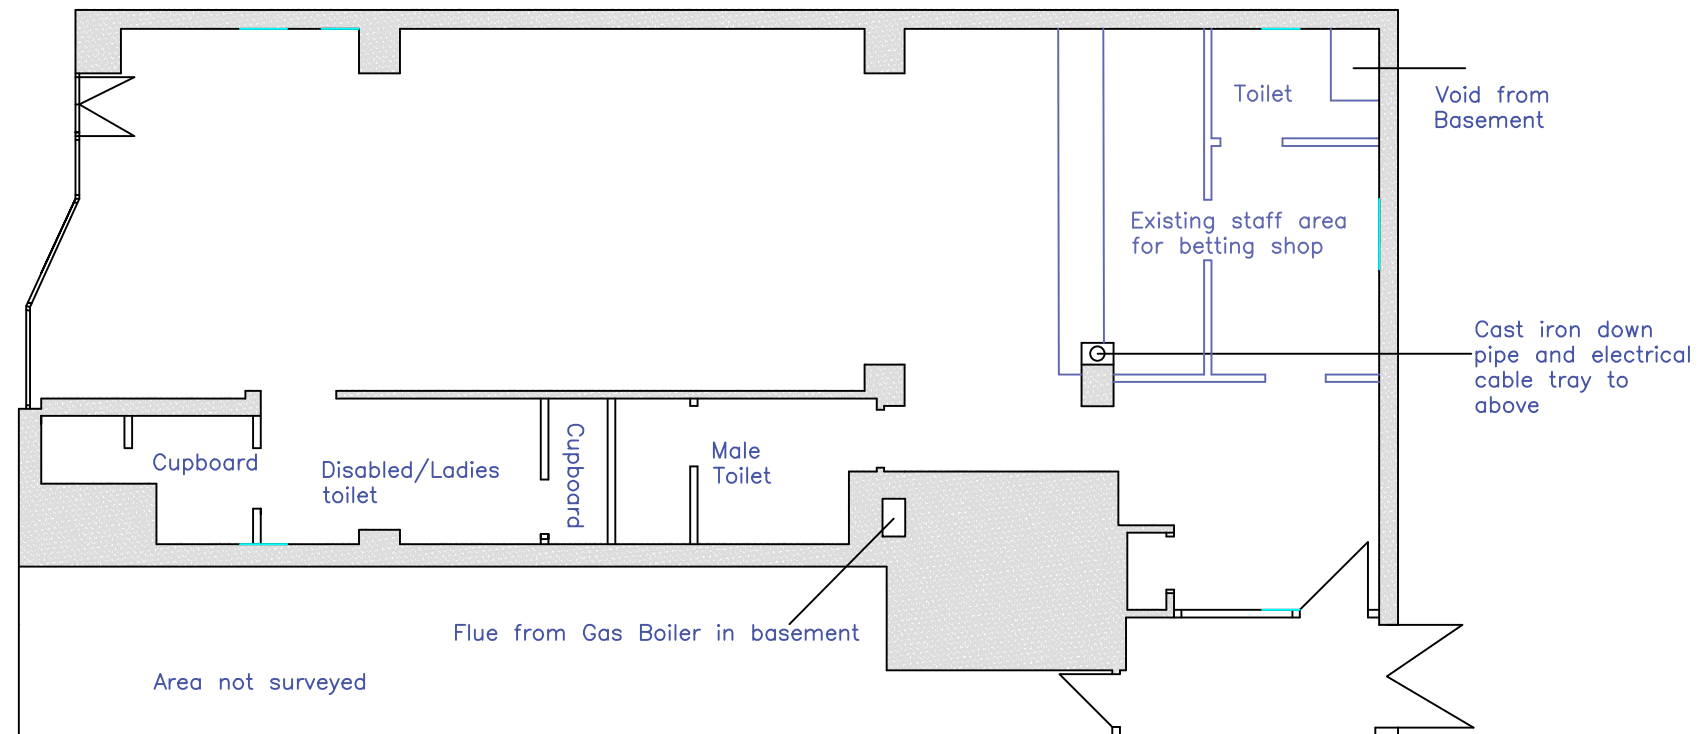 Toilet
Void from
Basement
Existing staff area
for betting shop
Cast iron down
pipe and electrical
cable tray to
above
Cupboard
Disabled/Ladies
toilet
Cupboard
Male
Toilet
Flue from Gas Boiler in basement
Area not surveyed